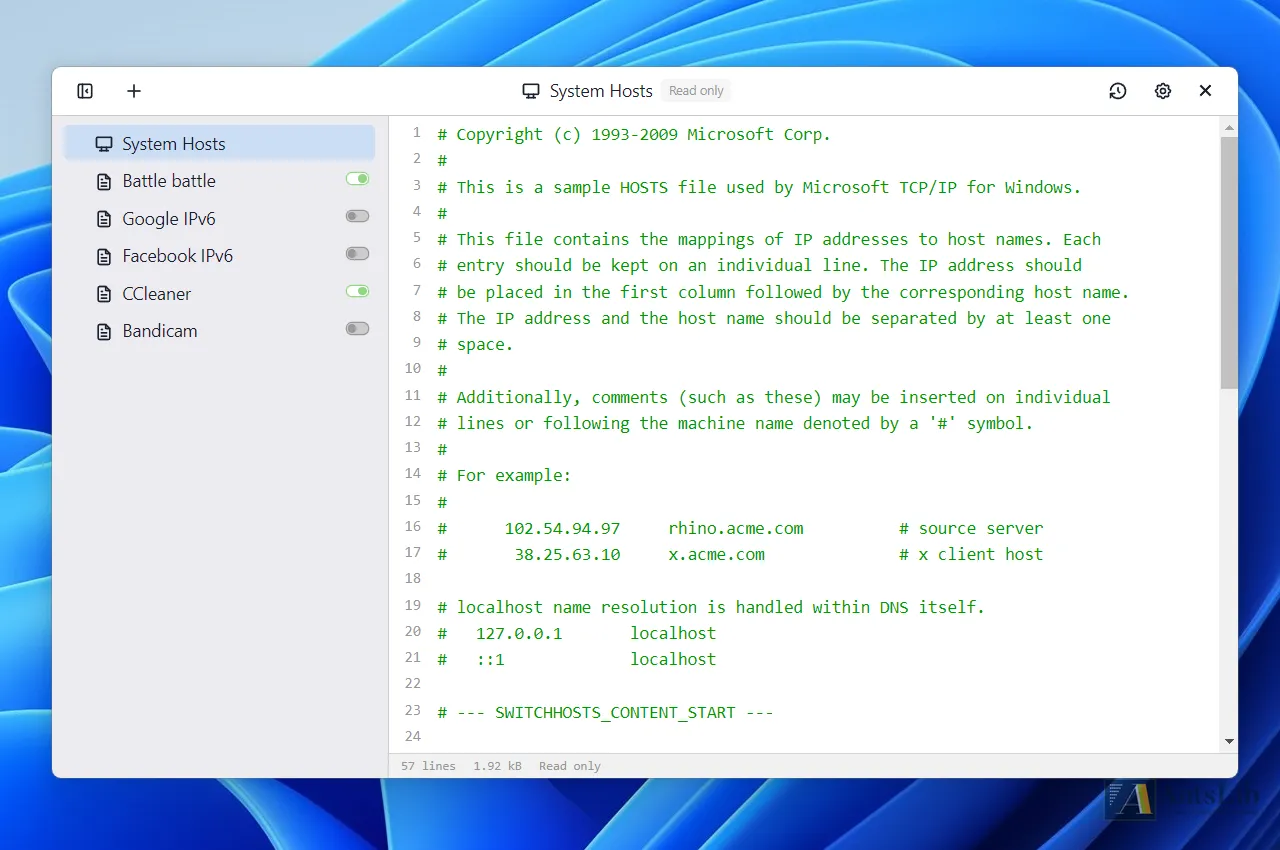 System Hosts Read only
System Hosts
Battle battle
Google IPv6
Facebook IPv6
CCleaner
Bandicam
1 # Copyright (c) 1993-2009 Microsoft Corp.
2 #
3 # This is a sample HOSTS file used by Microsoft TCP/IP for Windows.
4 #
5 # This file contains the mappings of IP addresses to host names. Each
6 # entry should be kept on an individual line. The IP address should
7 # be placed in the first column followed by the corresponding host name.
8 # The IP address and the host name should be separated by at least one
9 # space.
10 #
11 # Additionally, comments (such as these) may be inserted on individual
12 # lines or following the machine name denoted by a '#' symbol.
13 #
14 # For example:
15 #
16 #      102.54.94.97     rhino.acme.com          # source server
17 #       38.25.63.10     x.acme.com              # x client host
18
19 # localhost name resolution is handled within DNS itself.
20 #   127.0.0.1       localhost
21 #   ::1             localhost
22
23 # --- SWITCHHOSTS_CONTENT_START ---
24
57 lines 1.92 kB Read only